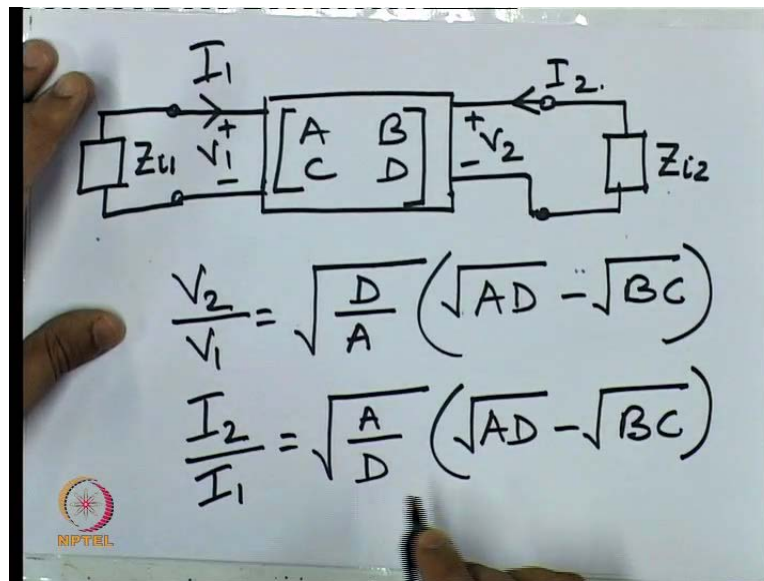 I₁ I₂.
Zi1 + V₁ - [A B] + V₂ - Zi2
[C D]
V₂/V₁ = √(D/A) (√AD - √BC)
I₂/I₁ = √(A/D) (√AD - √BC)
NPTEL